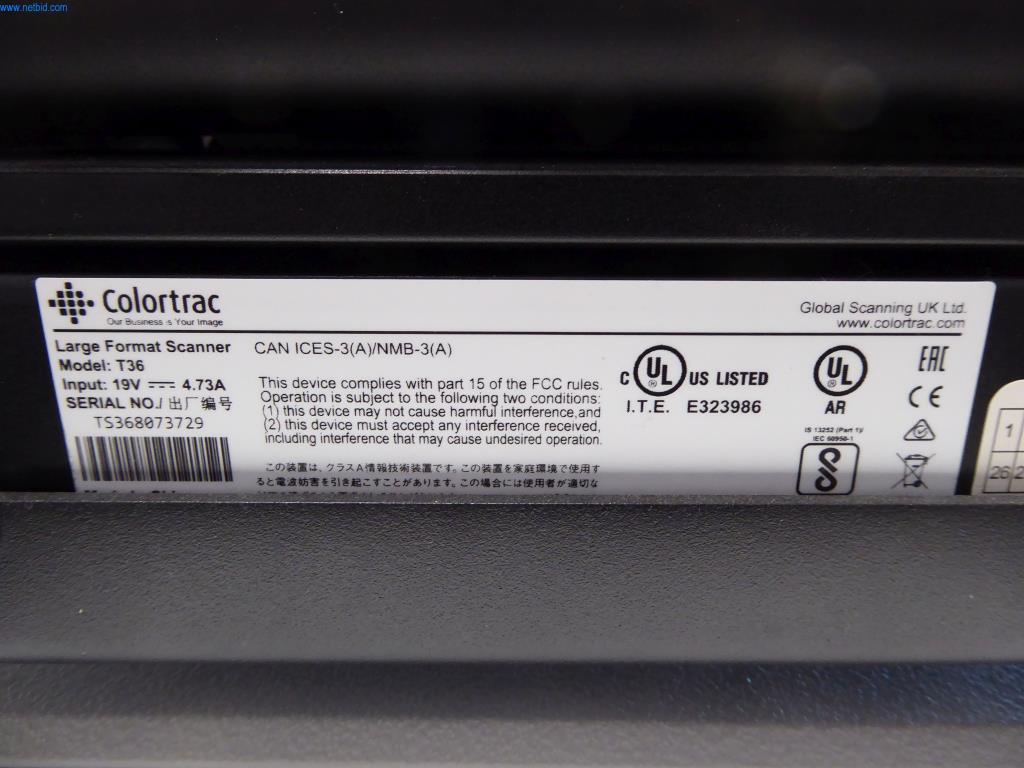 www.netbid.com
Colortrac
Our Business is Your Image
Global Scanning UK Ltd.
www.colortrac.com
Large Format Scanner
Model: T36
Input: 19V ⎓ 4.73A
SERIAL NO./ 出厂编号
TS368073729
CAN ICES-3(A)/NMB-3(A)
This device complies with part 15 of the FCC rules.
Operation is subject to the following two conditions:
(1) this device may not cause harmful interference,and
(2) this device must accept any interference received,
including interference that may cause undesired operation.
この装置は、クラスA情報技術装置です。この装置を家庭環境で使用す
ると電波妨害を引き起こすことがあります。この場合には使用者が適切な
C UL US LISTED
I.T.E. E323986
UL
AR
IS 13252 (Part 1)/
IEC 60950-1
EAC
CE
1
26 2